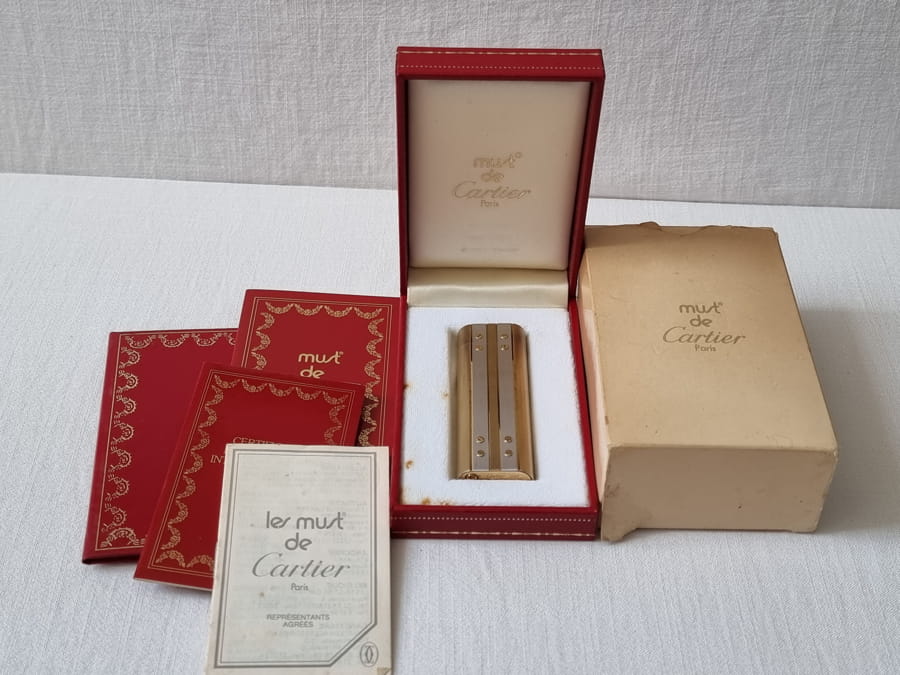 must
de
Cartier
Paris
must
de
Cartier
Paris
must
de
les must
de
Cartier
Paris
REPRÉSENTANTS
AGRÉÉS